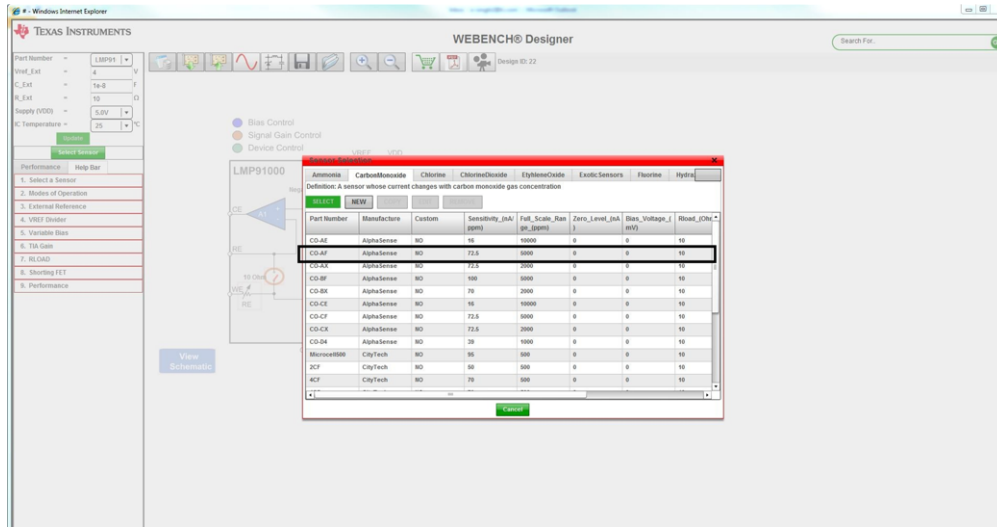 # - Windows Internet Explorer
TEXAS INSTRUMENTS
WEBENCH® Designer
Search For..
Part Number = LMP91
Vref_Ext = 4 V
C_Ext = 1e-8 F
R_Ext = 10 Ω
Supply (VDD) = 5.0V
IC Temperature = 25 °C
Update
Select Sensor
Performance Help Bar
1. Select a Sensor
2. Modes of Operation
3. External Reference
4. VREF Divider
5. Variable Bias
6. TIA Gain
7. RLOAD
8. Shorting FET
9. Performance
Design ID: 22
Bias Control
Signal Gain Control
Device Control
VREF VDD
LMP91000
CE
A1
RE
10 Ohm
WE
RE
View
Schematic
Sensor Selection
Ammonia CarbonMonoxide Chlorine ChlorineDioxide EtyhleneOxide ExoticSensors Fluorine Hydra
Definition: A sensor whose current changes with carbon monoxide gas concentration
SELECT NEW
Part Number Manufacture Custom Sensitivity_(nA/ppm) Full_Scale_Range_(ppm) Zero_Level_(nA) Bias_Voltage_(mV) Rload_(Ohm
CO-AE AlphaSense NO 16 10000 0 0 10
CO-AF AlphaSense NO 72.5 5000 0 0 10
CO-AX AlphaSense NO 72.5 2000 0 0 10
CO-BF AlphaSense NO 100 5000 0 0 10
CO-BX AlphaSense NO 70 2000 0 0 10
CO-CE AlphaSense NO 16 10000 0 0 10
CO-CF AlphaSense NO 72.5 5000 0 0 10
CO-CX AlphaSense NO 72.5 2000 0 0 10
CO-D4 AlphaSense NO 28 1000 0 0 10
Microcell500 CityTech NO 95 500 0 0 10
2CF CityTech NO 50 500 0 0 10
4CF CityTech NO 70 500 0 0 10
Cancel